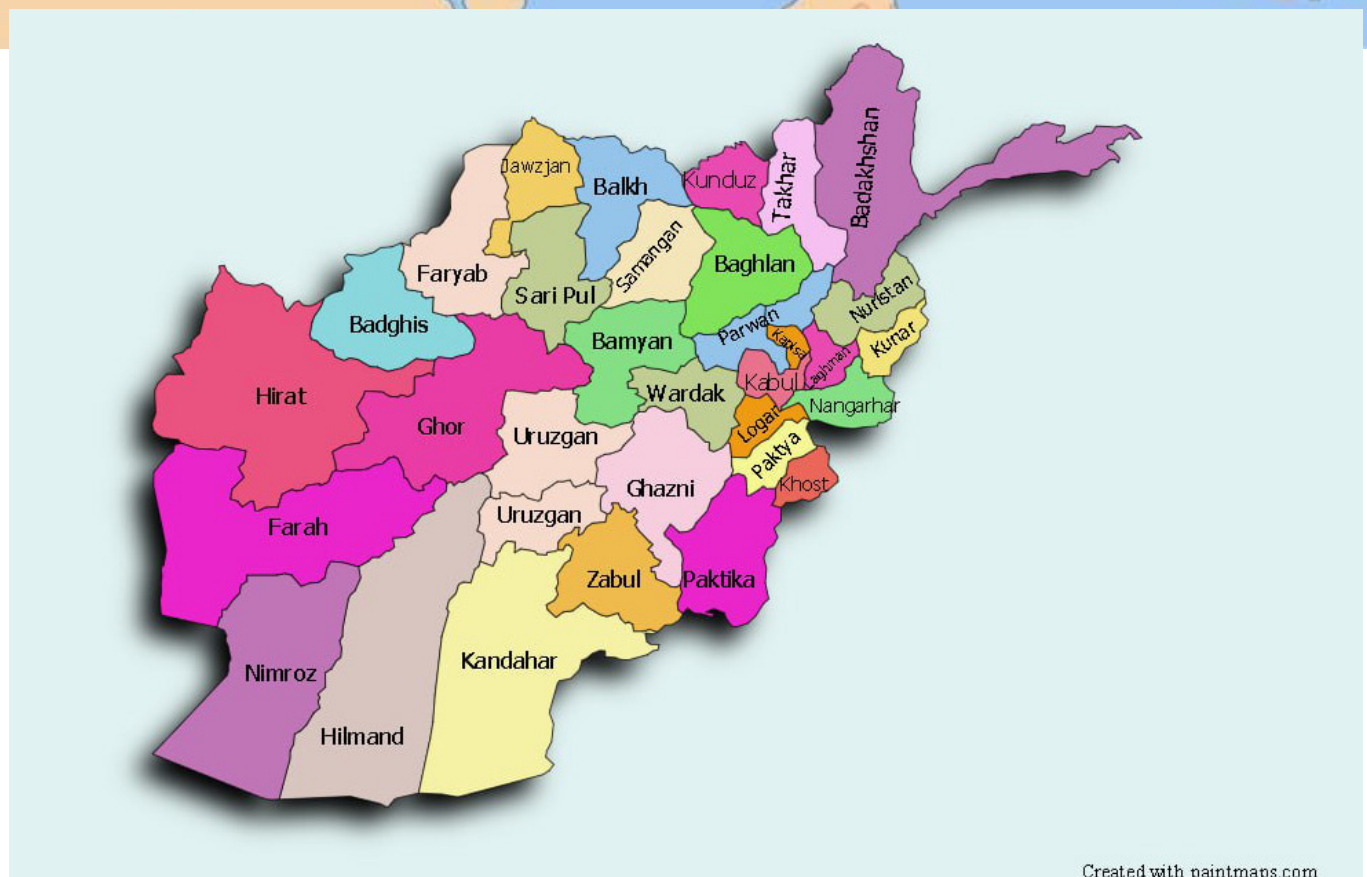 Badakhshan
Jawzjan
Balkh
Kunduz
Takhar
Faryab
Sari Pul
Samangan
Baghlan
Badghis
Bamyan
Parwan
Kapisa
Nuristan
Kunar
Laghman
Hirat
Ghor
Wardak
Kabul
Nangarhar
Uruzgan
Logar
Paktya
Khost
Ghazni
Farah
Uruzgan
Zabul
Paktika
Nimroz
Kandahar
Hilmand
Created with paintmaps.com